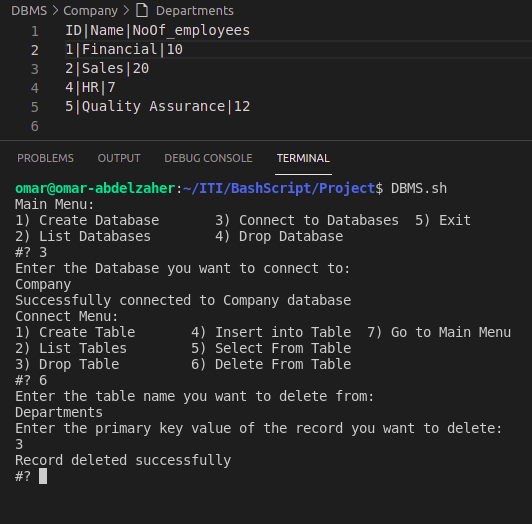 DBMS > Company > Departments
1 ID|Name|NoOf_employees
2 1|Financial|10
3 2|Sales|20
4 4|HR|7
5 5|Quality Assurance|12
6
PROBLEMS OUTPUT DEBUG CONSOLE TERMINAL
omar@omar-abdelzaher:~/ITI/BashScript/Project$ DBMS.sh
Main Menu:
1) Create Database 3) Connect to Databases 5) Exit
2) List Databases 4) Drop Database
#? 3
Enter the Database you want to connect to:
Company
Successfully connected to Company database
Connect Menu:
1) Create Table 4) Insert into Table 7) Go to Main Menu
2) List Tables 5) Select From Table
3) Drop Table 6) Delete From Table
#? 6
Enter the table name you want to delete from:
Departments
Enter the primary key value of the record you want to delete:
3
Record deleted successfully
#?